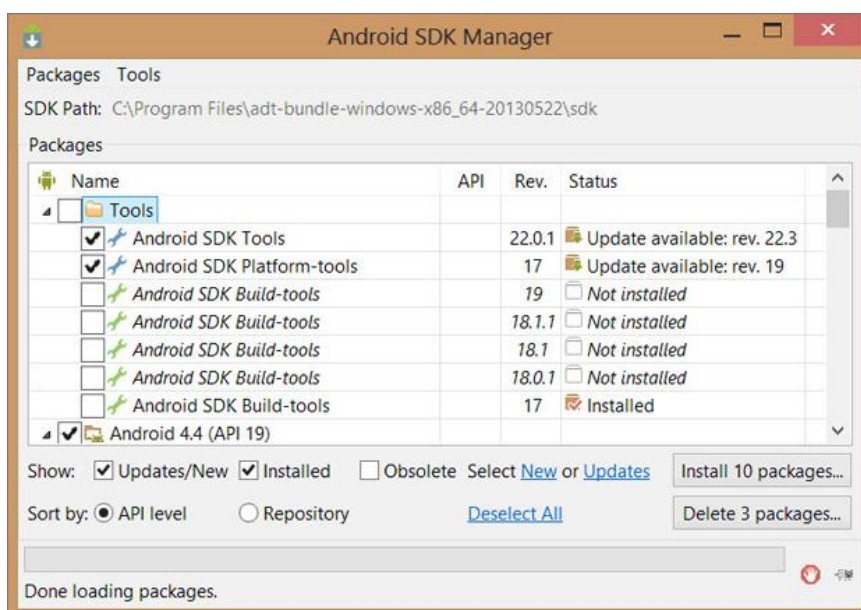 Android SDK Manager
Packages Tools
SDK Path: C:\Program Files\adt-bundle-windows-x86_64-20130522\sdk
Packages
Name API Rev. Status
Tools
Android SDK Tools 22.0.1 Update available: rev. 22.3
Android SDK Platform-tools 17 Update available: rev. 19
Android SDK Build-tools 19 Not installed
Android SDK Build-tools 18.1.1 Not installed
Android SDK Build-tools 18.1 Not installed
Android SDK Build-tools 18.0.1 Not installed
Android SDK Build-tools 17 Installed
Android 4.4 (API 19)
Show: Updates/New Installed Obsolete Select New or Updates Install 10 packages...
Sort by: API level Repository Deselect All Delete 3 packages...
Done loading packages.